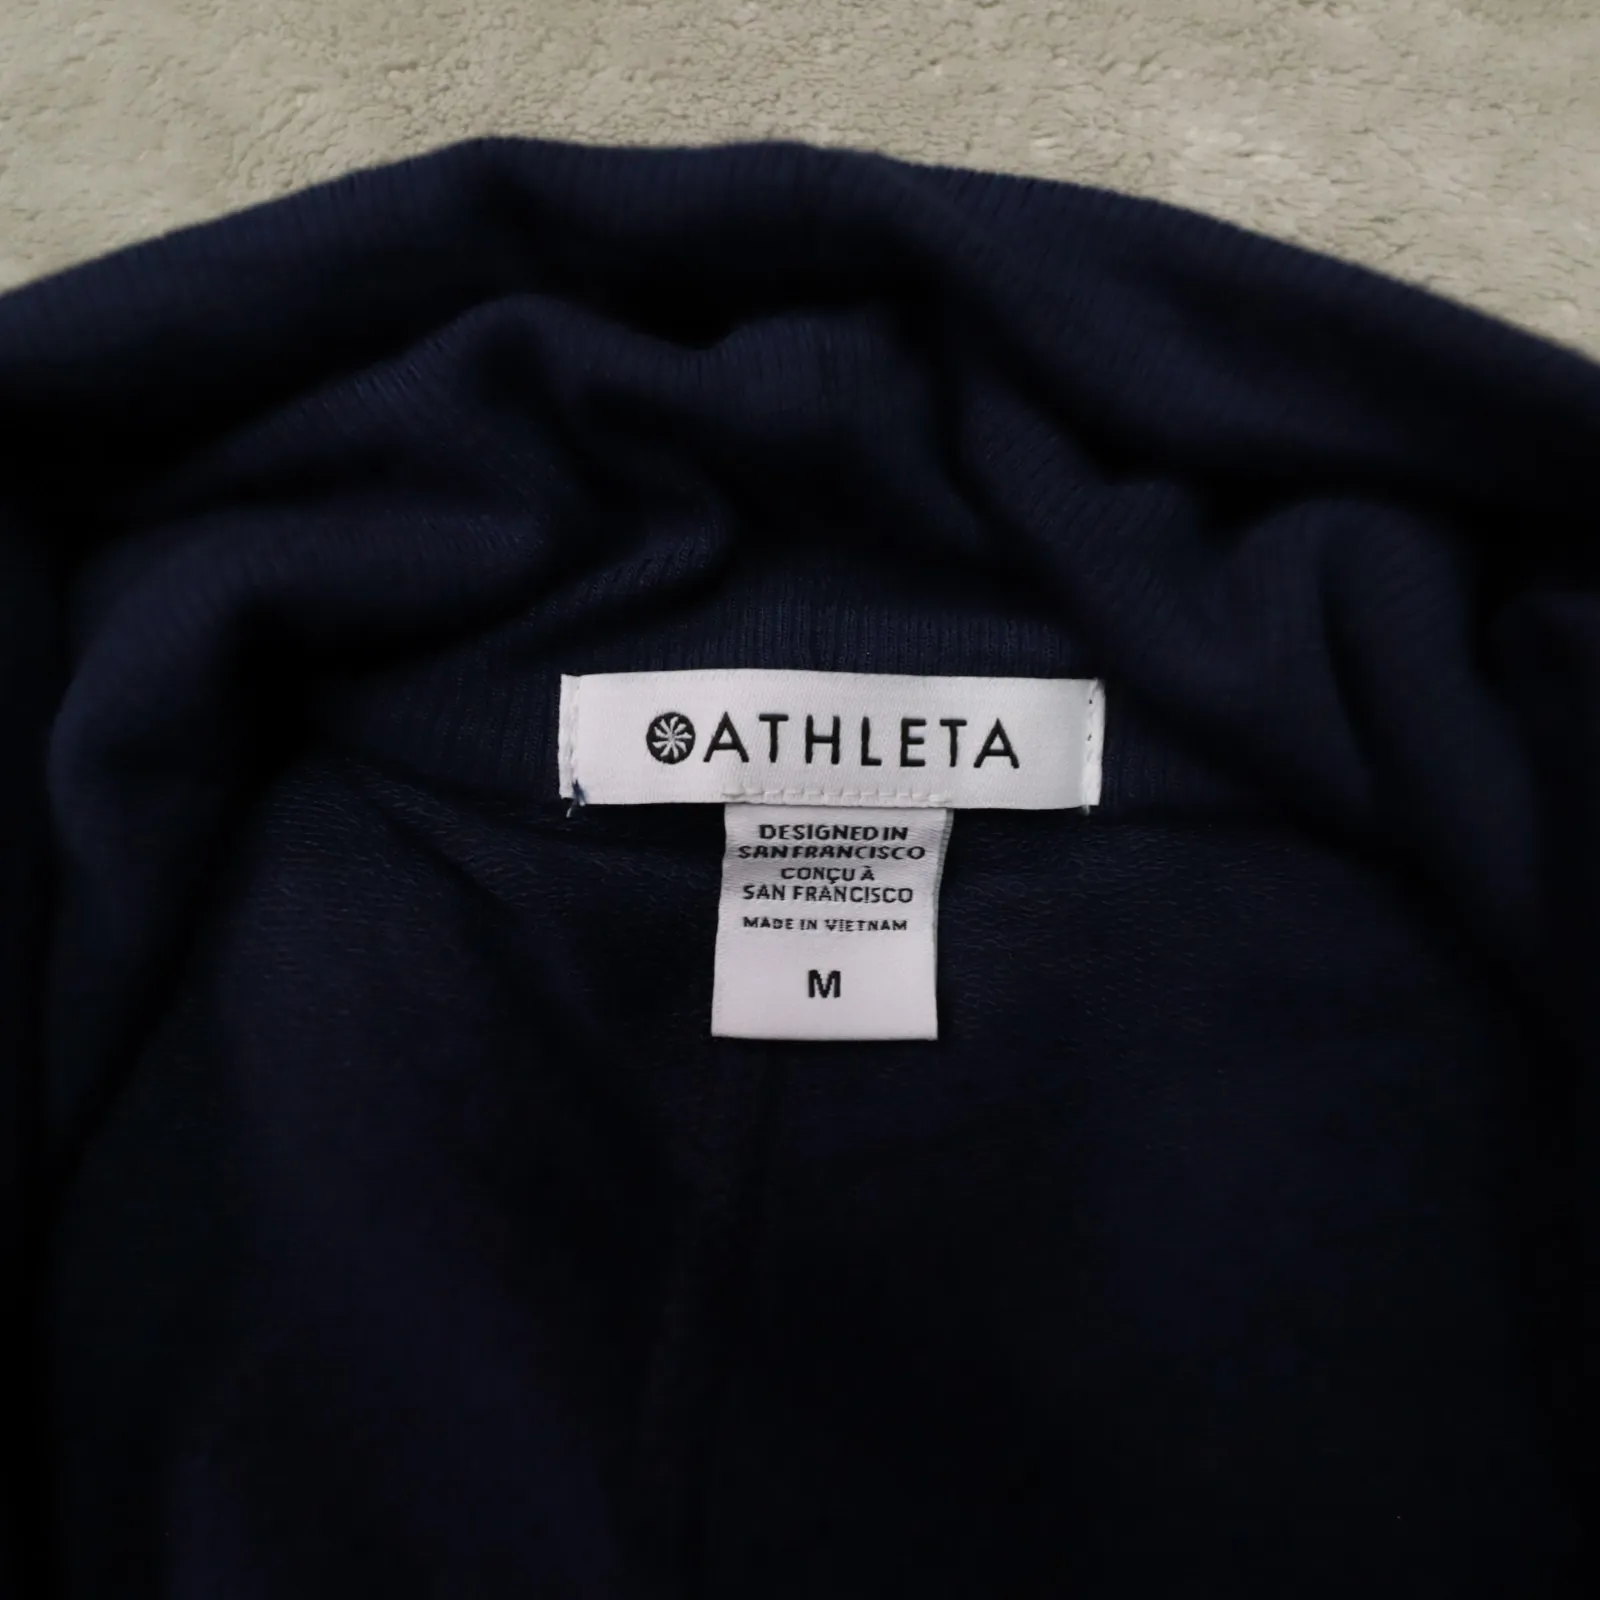 ATHLETA
DESIGNED IN
SAN FRANCISCO
CONÇU À
SAN FRANCISCO
MADE IN VIETNAM
M